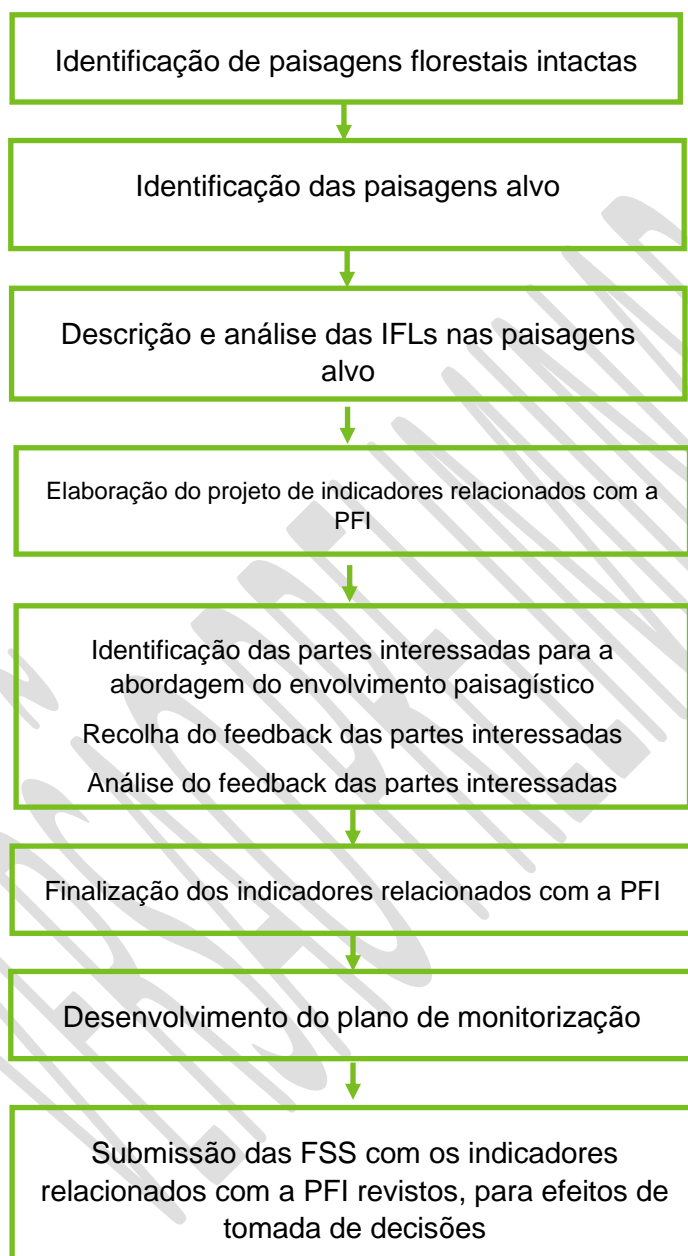 Identificação de paisagens florestais intactas
Identificação das paisagens alvo
Descrição e análise das IFLs nas paisagens
alvo
Elaboração do projeto de indicadores relacionados com a
PFI
Identificação das partes interessadas para a
abordagem do envolvimento paisagístico
Recolha do feedback das partes interessadas
Análise do feedback das partes interessadas
Finalização dos indicadores relacionados com a PFI
Desenvolvimento do plano de monitorização
Submissão das FSS com os indicadores
relacionados com a PFI revistos, para efeitos de
tomada de decisões